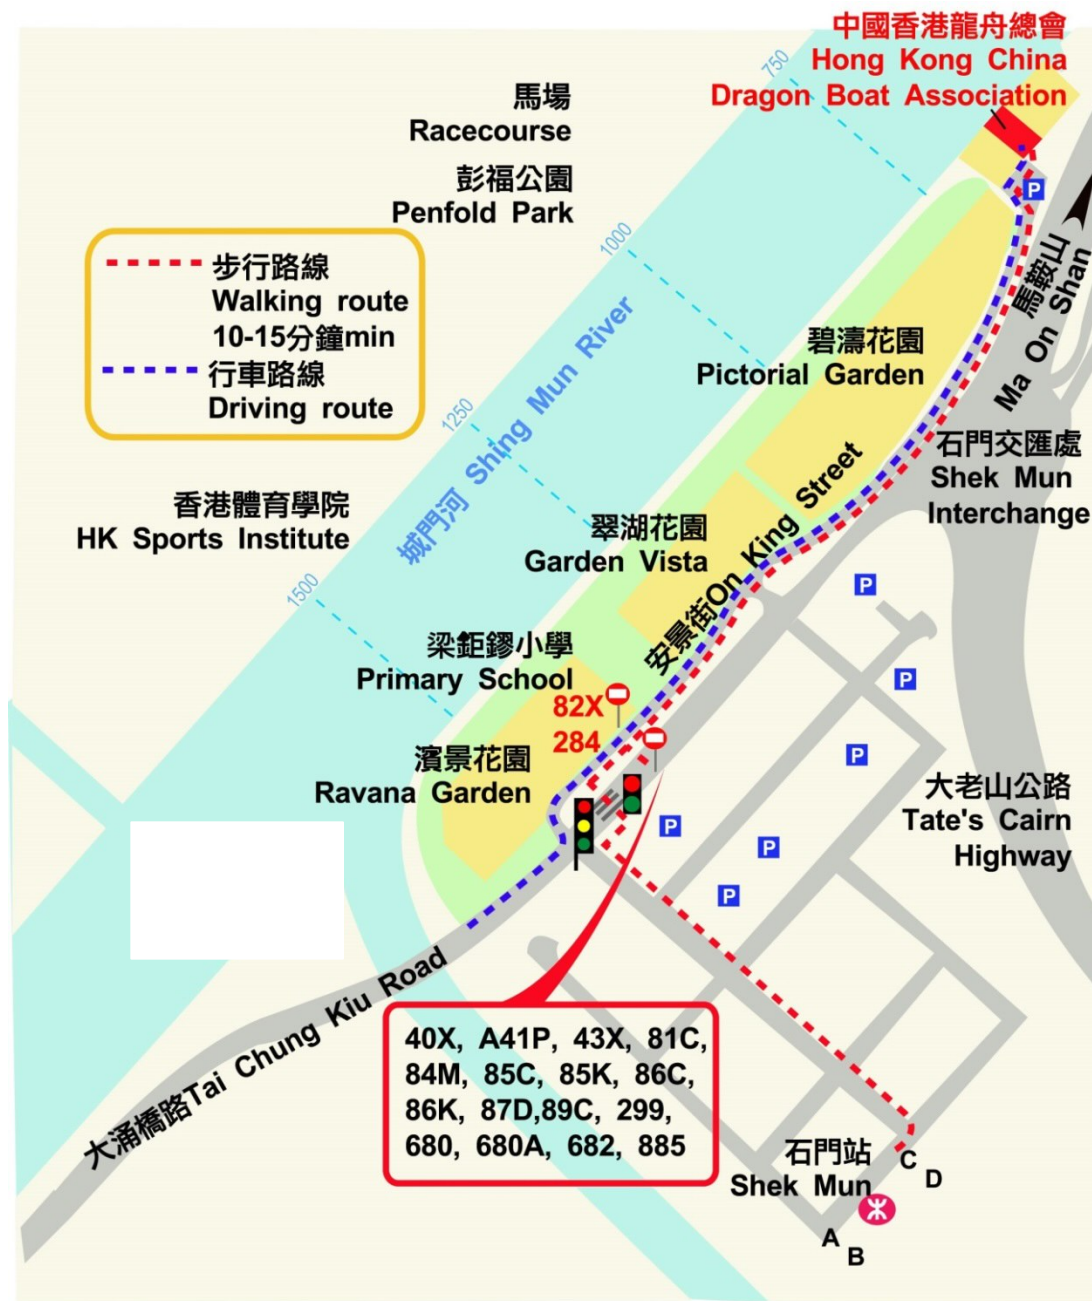 中國香港龍舟總會
Hong Kong China
Dragon Boat Association
750
馬場
Racecourse
彭福公園
Penfold Park
P
1000
步行路線
Walking route
10-15分鐘min
行車路線
Driving route
馬鞍山
Ma On Shan
碧濤花園
Pictorial Garden
城門河 Shing Mun River
1250
石門交匯處
Shek Mun
Interchange
香港體育學院
HK Sports Institute
翠湖花園
Garden Vista
安景街On King Street
1500
P
梁鉅鏐小學
Primary School
P
82X
284
濱景花園
Ravana Garden
P
大老山公路
Tate's Cairn
Highway
P
P
P
大涌橋路Tai Chung Kiu Road
40X, A41P, 43X, 81C,
84M, 85C, 85K, 86C,
86K, 87D,89C, 299,
680, 680A, 682, 885
石門站
Shek Mun
C
D
A
B